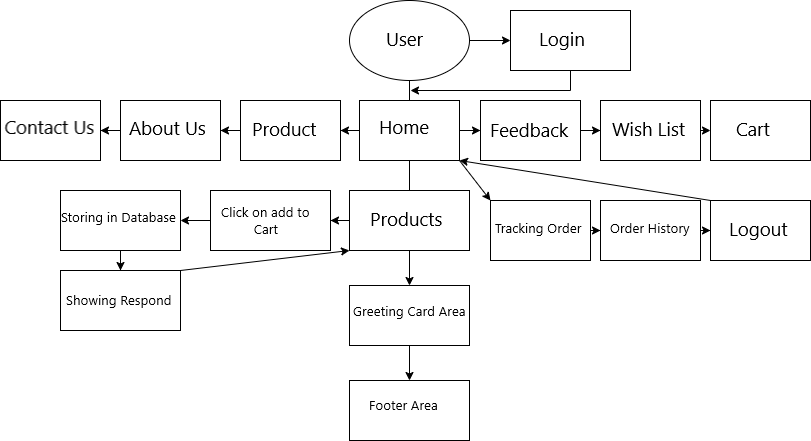 User
Login
Contact Us
About Us
Product
Home
Feedback
Wish List
Cart
Storing in Database
Click on add to
Cart
Products
Tracking Order
Order History
Logout
Showing Respond
Greeting Card Area
Footer Area